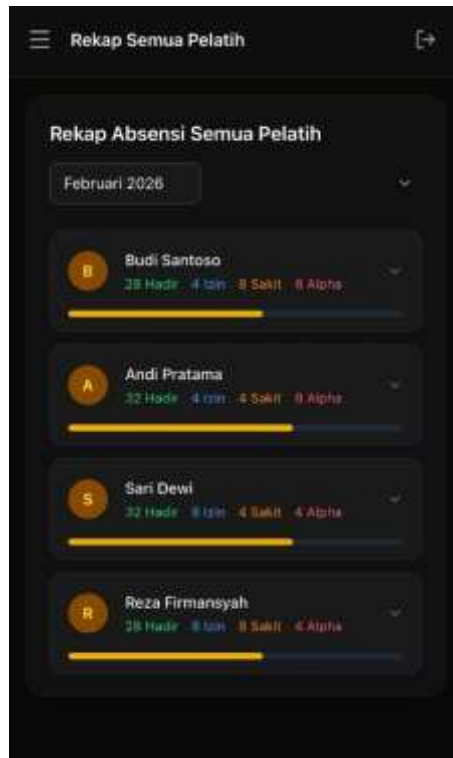 Rekap Semua Pelatih
Rekap Absensi Semua Pelatih
Februari 2026
B
Budi Santoso
28 Hadir 4 Izin 8 Sakit 8 Alpha
A
Andi Pratama
32 Hadir 4 Izin 4 Sakit 8 Alpha
S
Sari Dewi
32 Hadir 8 Izin 4 Sakit 4 Alpha
R
Reza Firmansyah
28 Hadir 8 Izin 8 Sakit 4 Alpha